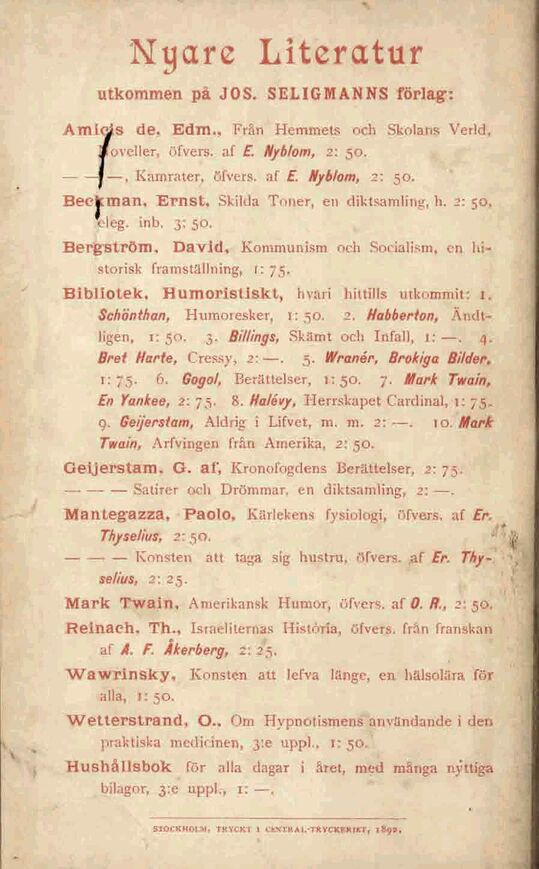 Nyare Literatur
utkommen på JOS. SELIGMANNS förlag:
Amicis de, Edm., Från Hemmets och Skolans Verld,
Noveller, öfvers. af E. Nyblom, 2: 50.
— — —, Kamrater, öfvers. af E. Nyblom, 2: 50.
Beckman, Ernst, Skilda Toner, en diktsamling, h. 2: 50,
eleg. inb. 3: 50.
Bergström, David, Kommunism och Socialism, en hi-
storisk framställning, 1: 75.
Bibliotek, Humoristiskt, hvari hittills utkommit: 1.
Schönthan, Humoresker, 1: 50. 2. Habberton, Ändt-
ligen, 1: 50. 3. Billings, Skämt och Infall, 1: —. 4.
Bret Harte, Cressy, 2: —. 5. Wranér, Brokiga Bilder,
1: 75. 6. Gogol, Berättelser, 1: 50. 7. Mark Twain,
En Yankee, 2: 75. 8. Halévy, Herrskapet Cardinal, 1: 75.
9. Geijerstam, Aldrig i Lifvet, m. m. 2: —. 10. Mark
Twain, Arfvingen från Amerika, 2: 50.
Geijerstam, G. af, Kronofogdens Berättelser, 2: 75.
— — — Satirer och Drömmar, en diktsamling, 2: —.
Mantegazza, Paolo, Kärlekens fysiologi, öfvers. af Er.
Thyselius, 2: 50.
— — — Konsten att taga sig hustru, öfvers. af Er. Thy-
selius, 2: 25.
Mark Twain, Amerikansk Humor, öfvers. af O. R., 2: 50.
Reinach, Th., Israeliternas Historia, öfvers. från franskan
af A. F. Åkerberg, 2: 25.
Wawrinsky, Konsten att lefva länge, en hälsolära för
alla, 1: 50.
Wetterstrand, O., Om Hypnotismens användande i den
praktiska medicinen, 3:e uppl., 1: 50.
Hushållsbok för alla dagar i året, med många nyttiga
bilagor, 3:e uppl., 1: —.
STOCKHOLM, TRYCKT I CENTRAL-TRYCKERIET, 1892.